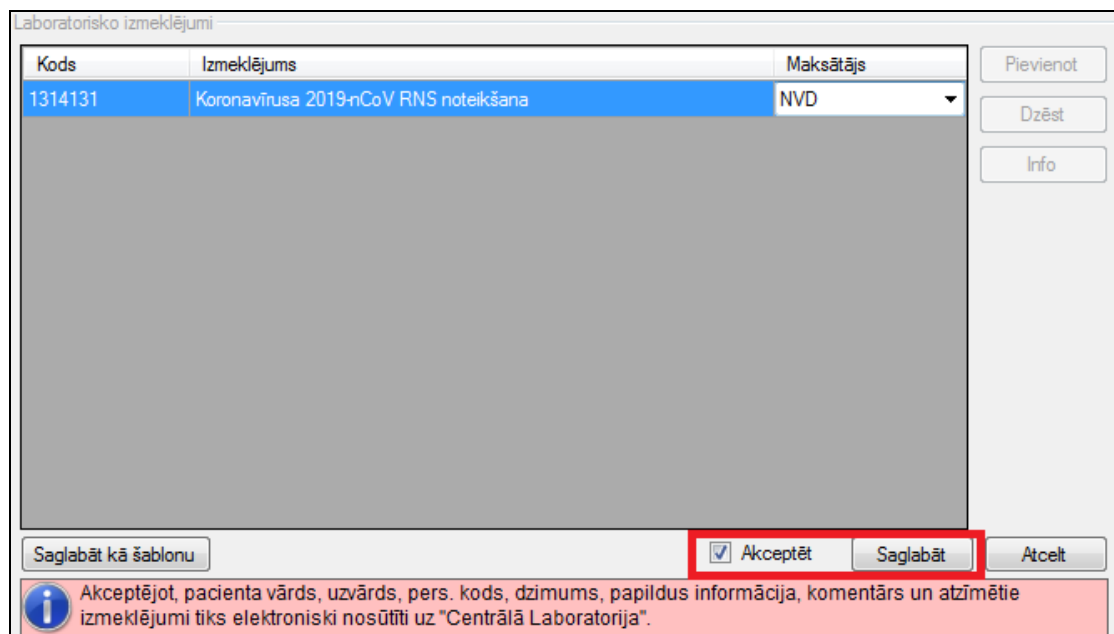 Laboratorisko izmeklējumi
Kods Izmeklējums Maksātājs
1314131 Koronavīrusa 2019-nCoV RNS noteikšana NVD
Pievienot
Dzēst
Info
Saglabāt kā šablonu Akceptēt Saglabāt Atcelt
Akceptējot, pacienta vārds, uzvārds, pers. kods, dzimums, papildus informācija, komentārs un atzīmētie
izmeklējumi tiks elektroniski nosūtīti uz "Centrālā Laboratorija".